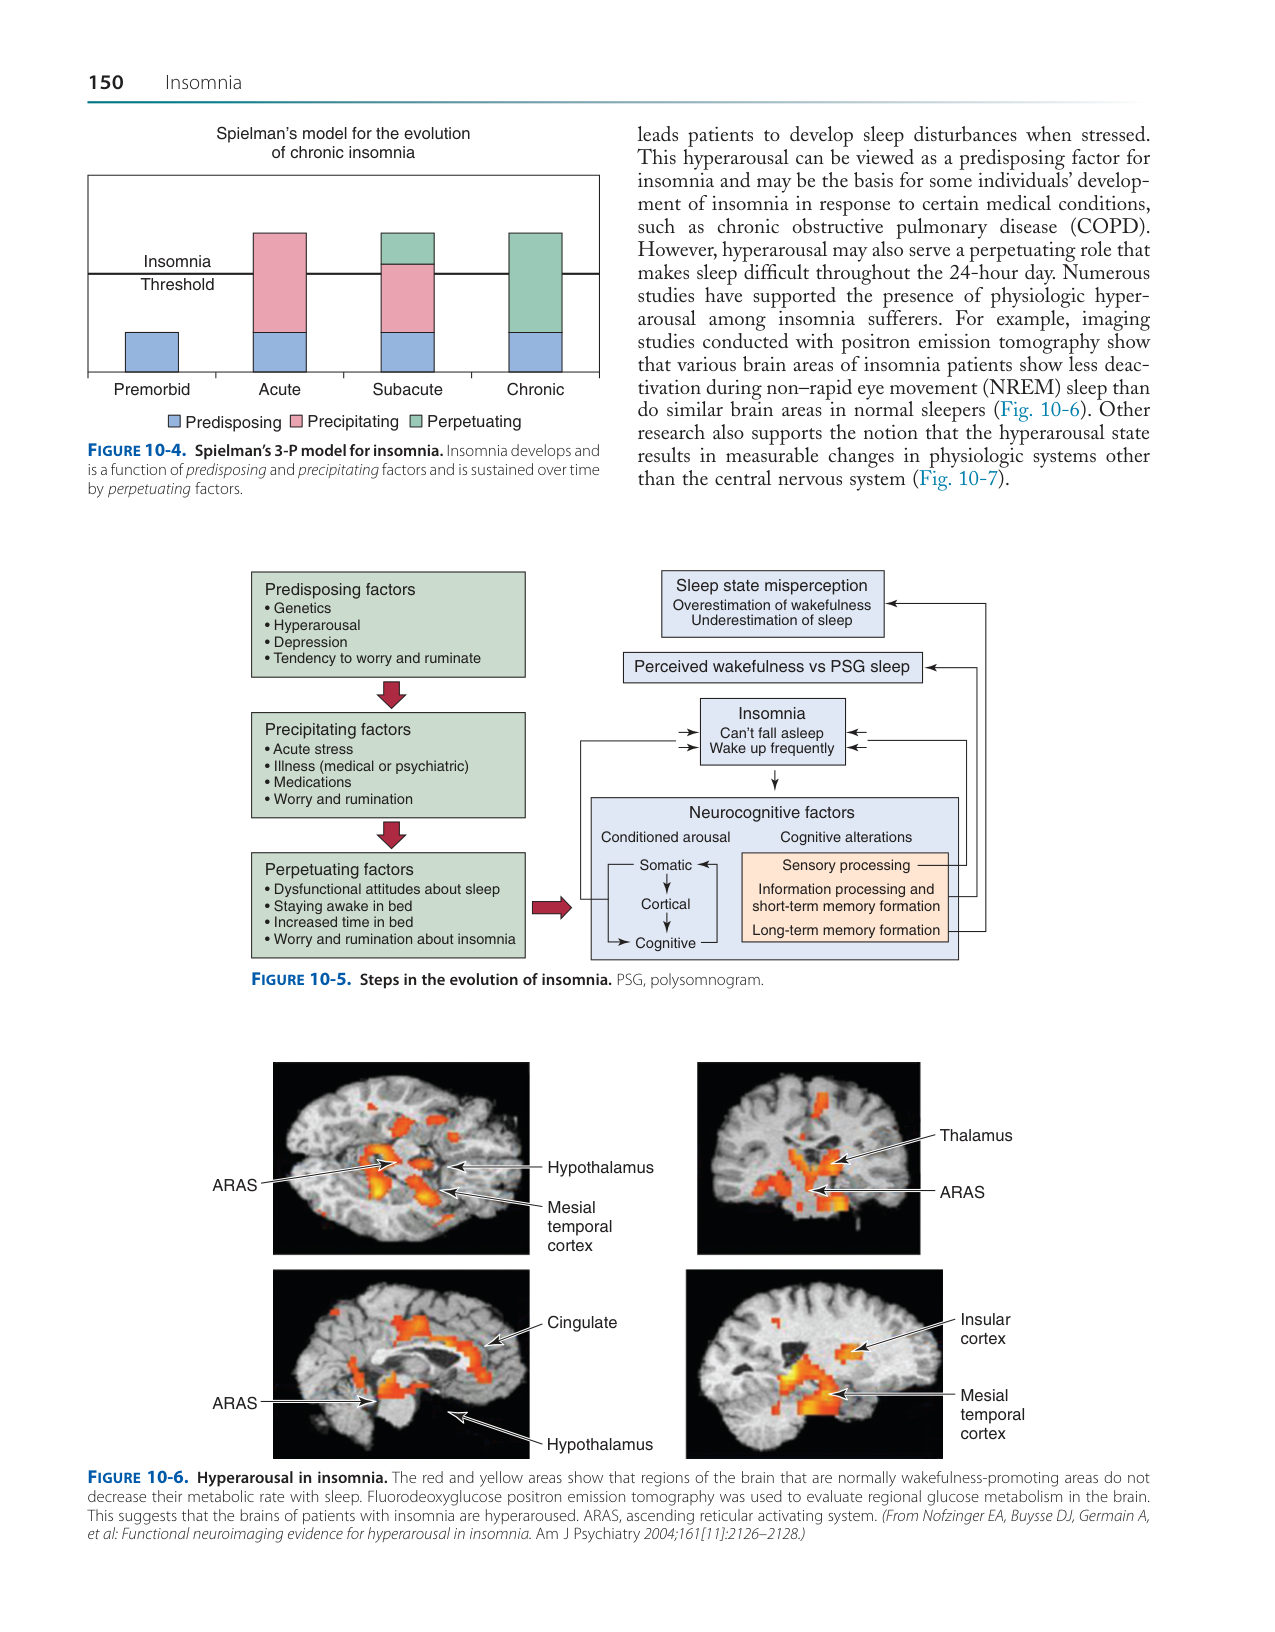 150 Insomnia
Spielman's model for the evolution
of chronic insomnia
Insomnia
Threshold
Premorbid Acute Subacute Chronic
Predisposing Precipitating Perpetuating
FIGURE 10-4. Spielman's 3-P model for insomnia. Insomnia develops and
is a function of predisposing and precipitating factors and is sustained over time
by perpetuating factors.
leads patients to develop sleep disturbances when stressed.
This hyperarousal can be viewed as a predisposing factor for
insomnia and may be the basis for some individuals' develop-
ment of insomnia in response to certain medical conditions,
such as chronic obstructive pulmonary disease (COPD).
However, hyperarousal may also serve a perpetuating role that
makes sleep difficult throughout the 24-hour day. Numerous
studies have supported the presence of physiologic hyper-
arousal among insomnia sufferers. For example, imaging
studies conducted with positron emission tomography show
that various brain areas of insomnia patients show less deac-
tivation during non–rapid eye movement (NREM) sleep than
do similar brain areas in normal sleepers (Fig. 10-6). Other
research also supports the notion that the hyperarousal state
results in measurable changes in physiologic systems other
than the central nervous system (Fig. 10-7).
Predisposing factors
• Genetics
• Hyperarousal
• Depression
• Tendency to worry and ruminate
Precipitating factors
• Acute stress
• Illness (medical or psychiatric)
• Medications
• Worry and rumination
Perpetuating factors
• Dysfunctional attitudes about sleep
• Staying awake in bed
• Increased time in bed
• Worry and rumination about insomnia
Sleep state misperception
Overestimation of wakefulness
Underestimation of sleep
Perceived wakefulness vs PSG sleep
Insomnia
Can't fall asleep
Wake up frequently
Neurocognitive factors
Conditioned arousal
Somatic
Cortical
Cognitive
Cognitive alterations
Sensory processing
Information processing and
short-term memory formation
Long-term memory formation
FIGURE 10-5. Steps in the evolution of insomnia. PSG, polysomnogram.
ARAS
Hypothalamus
Mesial
temporal
cortex
Thalamus
ARAS
Cingulate
ARAS
Hypothalamus
Insular
cortex
Mesial
temporal
cortex
FIGURE 10-6. Hyperarousal in insomnia. The red and yellow areas show that regions of the brain that are normally wakefulness-promoting areas do not
decrease their metabolic rate with sleep. Fluorodeoxyglucose positron emission tomography was used to evaluate regional glucose metabolism in the brain.
This suggests that the brains of patients with insomnia are hyperaroused. ARAS, ascending reticular activating system. (From Nofzinger EA, Buysse DJ, Germain A,
et al: Functional neuroimaging evidence for hyperarousal in insomnia. Am J Psychiatry 2004;161[11]:2126–2128.)